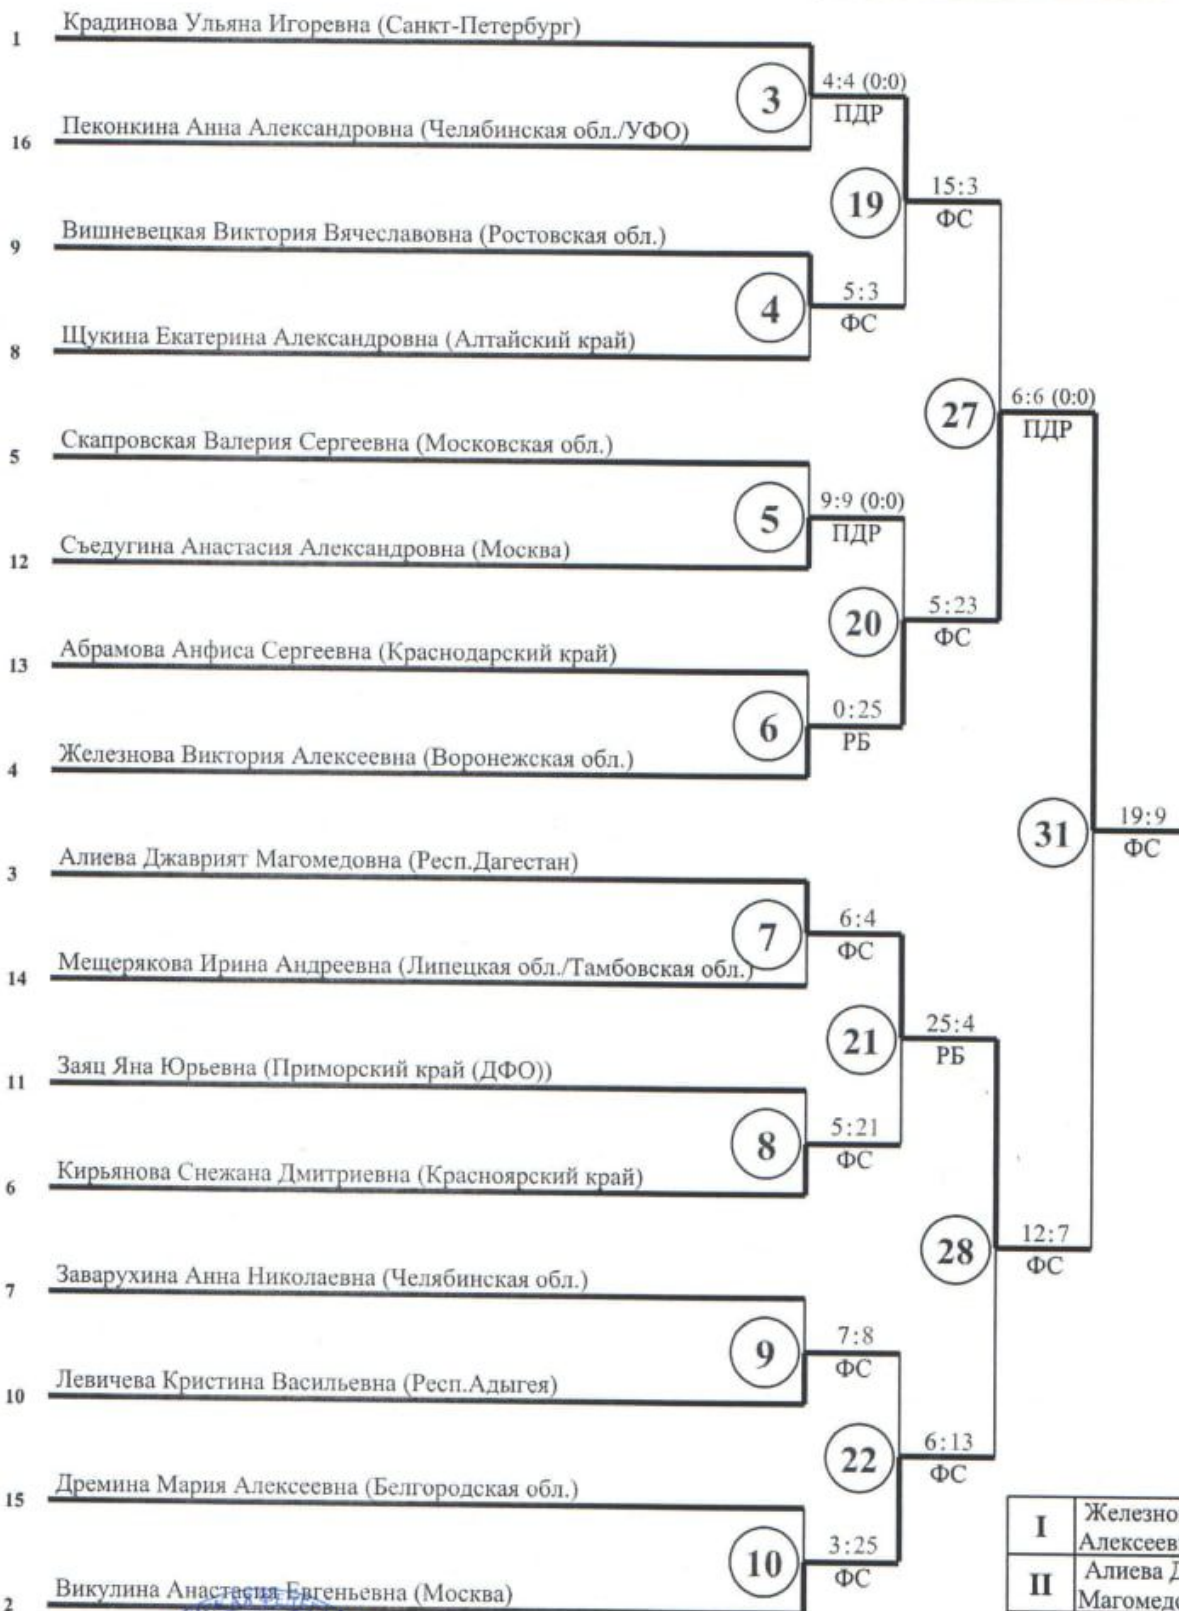 1 Крадинова Ульяна Игоревна (Санкт-Петербург)
3 4:4 (0:0)
ПДР
16 Пеконкина Анна Александровна (Челябинская обл./УФО)
19 15:3
ФС
9 Вишневецкая Виктория Вячеславовна (Ростовская обл.)
4 5:3
ФС
8 Щукина Екатерина Александровна (Алтайский край)
27 6:6 (0:0)
ПДР
5 Скапровская Валерия Сергеевна (Московская обл.)
5 9:9 (0:0)
ПДР
12 Съедугина Анастасия Александровна (Москва)
20 5:23
ФС
13 Абрамова Анфиса Сергеевна (Краснодарский край)
6 0:25
РБ
4 Железнова Виктория Алексеевна (Воронежская обл.)
31 19:9
ФС
3 Алиева Джаврият Магомедовна (Респ.Дагестан)
7 6:4
ФС
14 Мещерякова Ирина Андреевна (Липецкая обл./Тамбовская обл.)
21 25:4
РБ
11 Заяц Яна Юрьевна (Приморский край (ДФО))
8 5:21
ФС
6 Кирьянова Снежана Дмитриевна (Красноярский край)
28 12:7
ФС
7 Заварухина Анна Николаевна (Челябинская обл.)
9 7:8
ФС
10 Левичева Кристина Васильевна (Респ.Адыгея)
22 6:13
ФС
15 Дремина Мария Алексеевна (Белгородская обл.)
10 3:25
ФС
2 Викулина Анастасия Евгеньевна (Москва)
I Железно
Алексеев
II Алиева Д
Магомедо